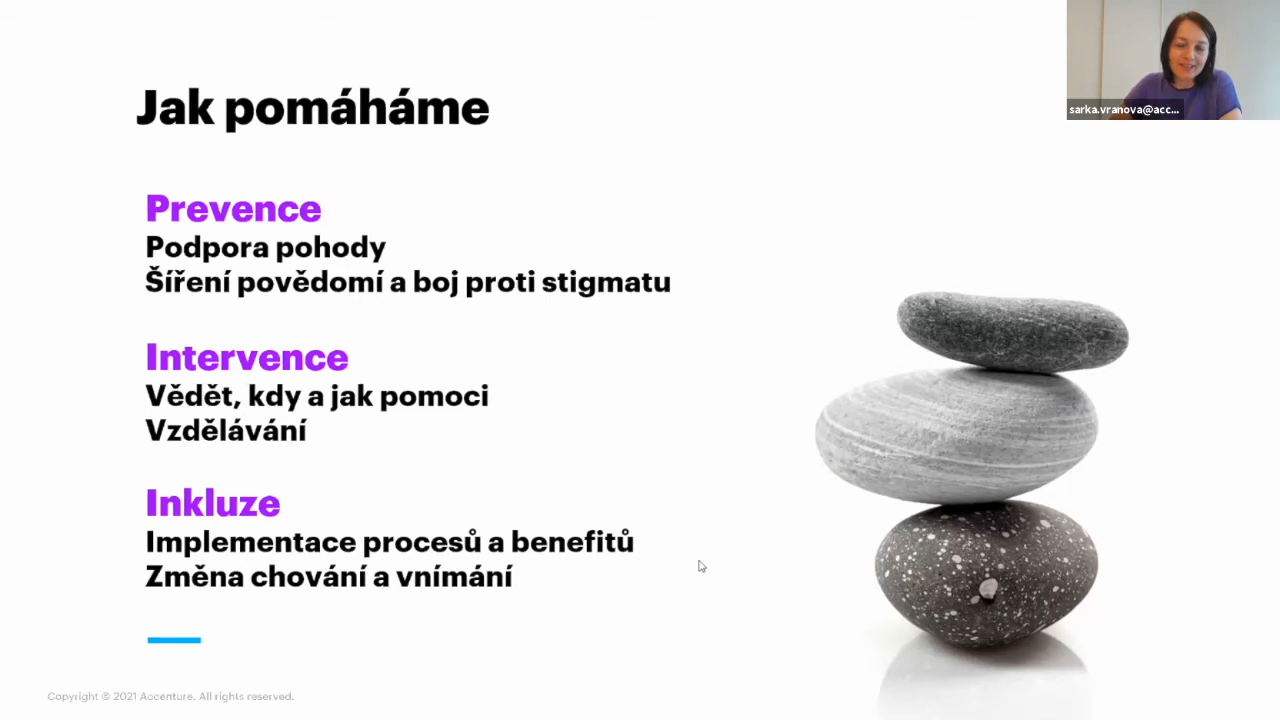 Jak pomáháme
sarka.vranova@acc...
Prevence
Podpora pohody
Šíření povědomí a boj proti stigmatu
Intervence
Vědět, kdy a jak pomoci
Vzdělávání
Inkluze
Implementace procesů a benefitů
Změna chování a vnímání
Copyright © 2021 Accenture. All rights reserved.